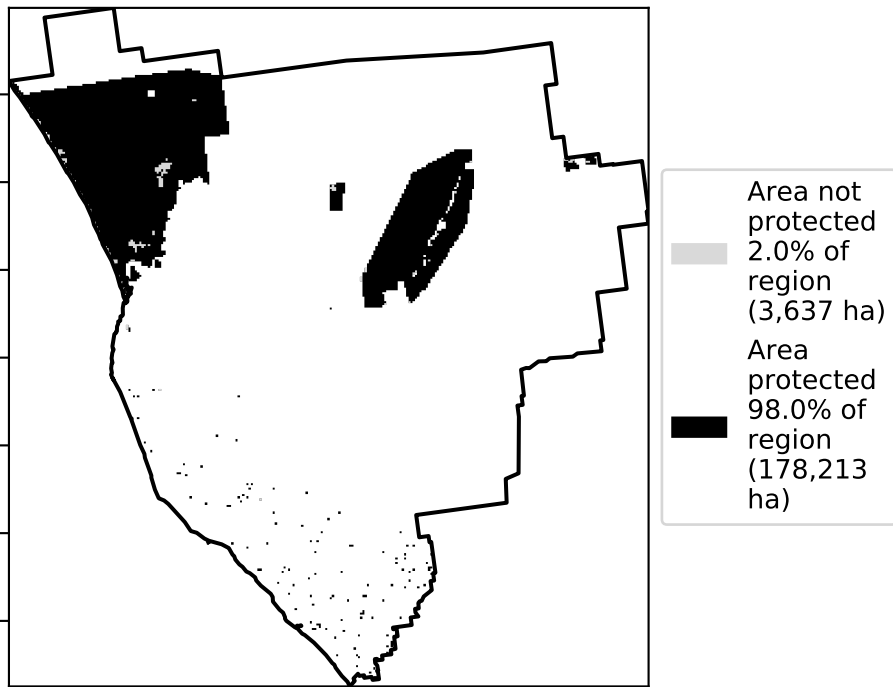 Area not
protected
2.0% of
region
(3,637 ha)
Area
protected
98.0% of
region
(178,213
ha)